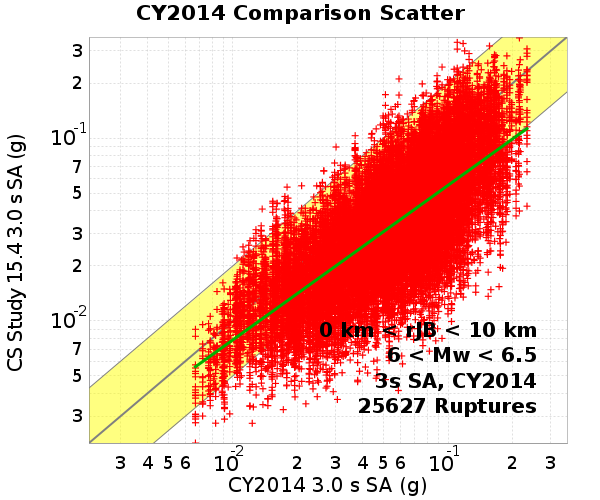 CY2014 Comparison Scatter
CS Study 15.4 3.0 s SA (g)
3
2
10^-1
7
5
3
2
10^-2
7
5
3
0 km < rJB < 10 km
6 < Mw < 6.5
3s SA, CY2014
25627 Ruptures
3 4 5 6 10^-2 2 3 4 5 6 10^-1 2 3
CY2014 3.0 s SA (g)